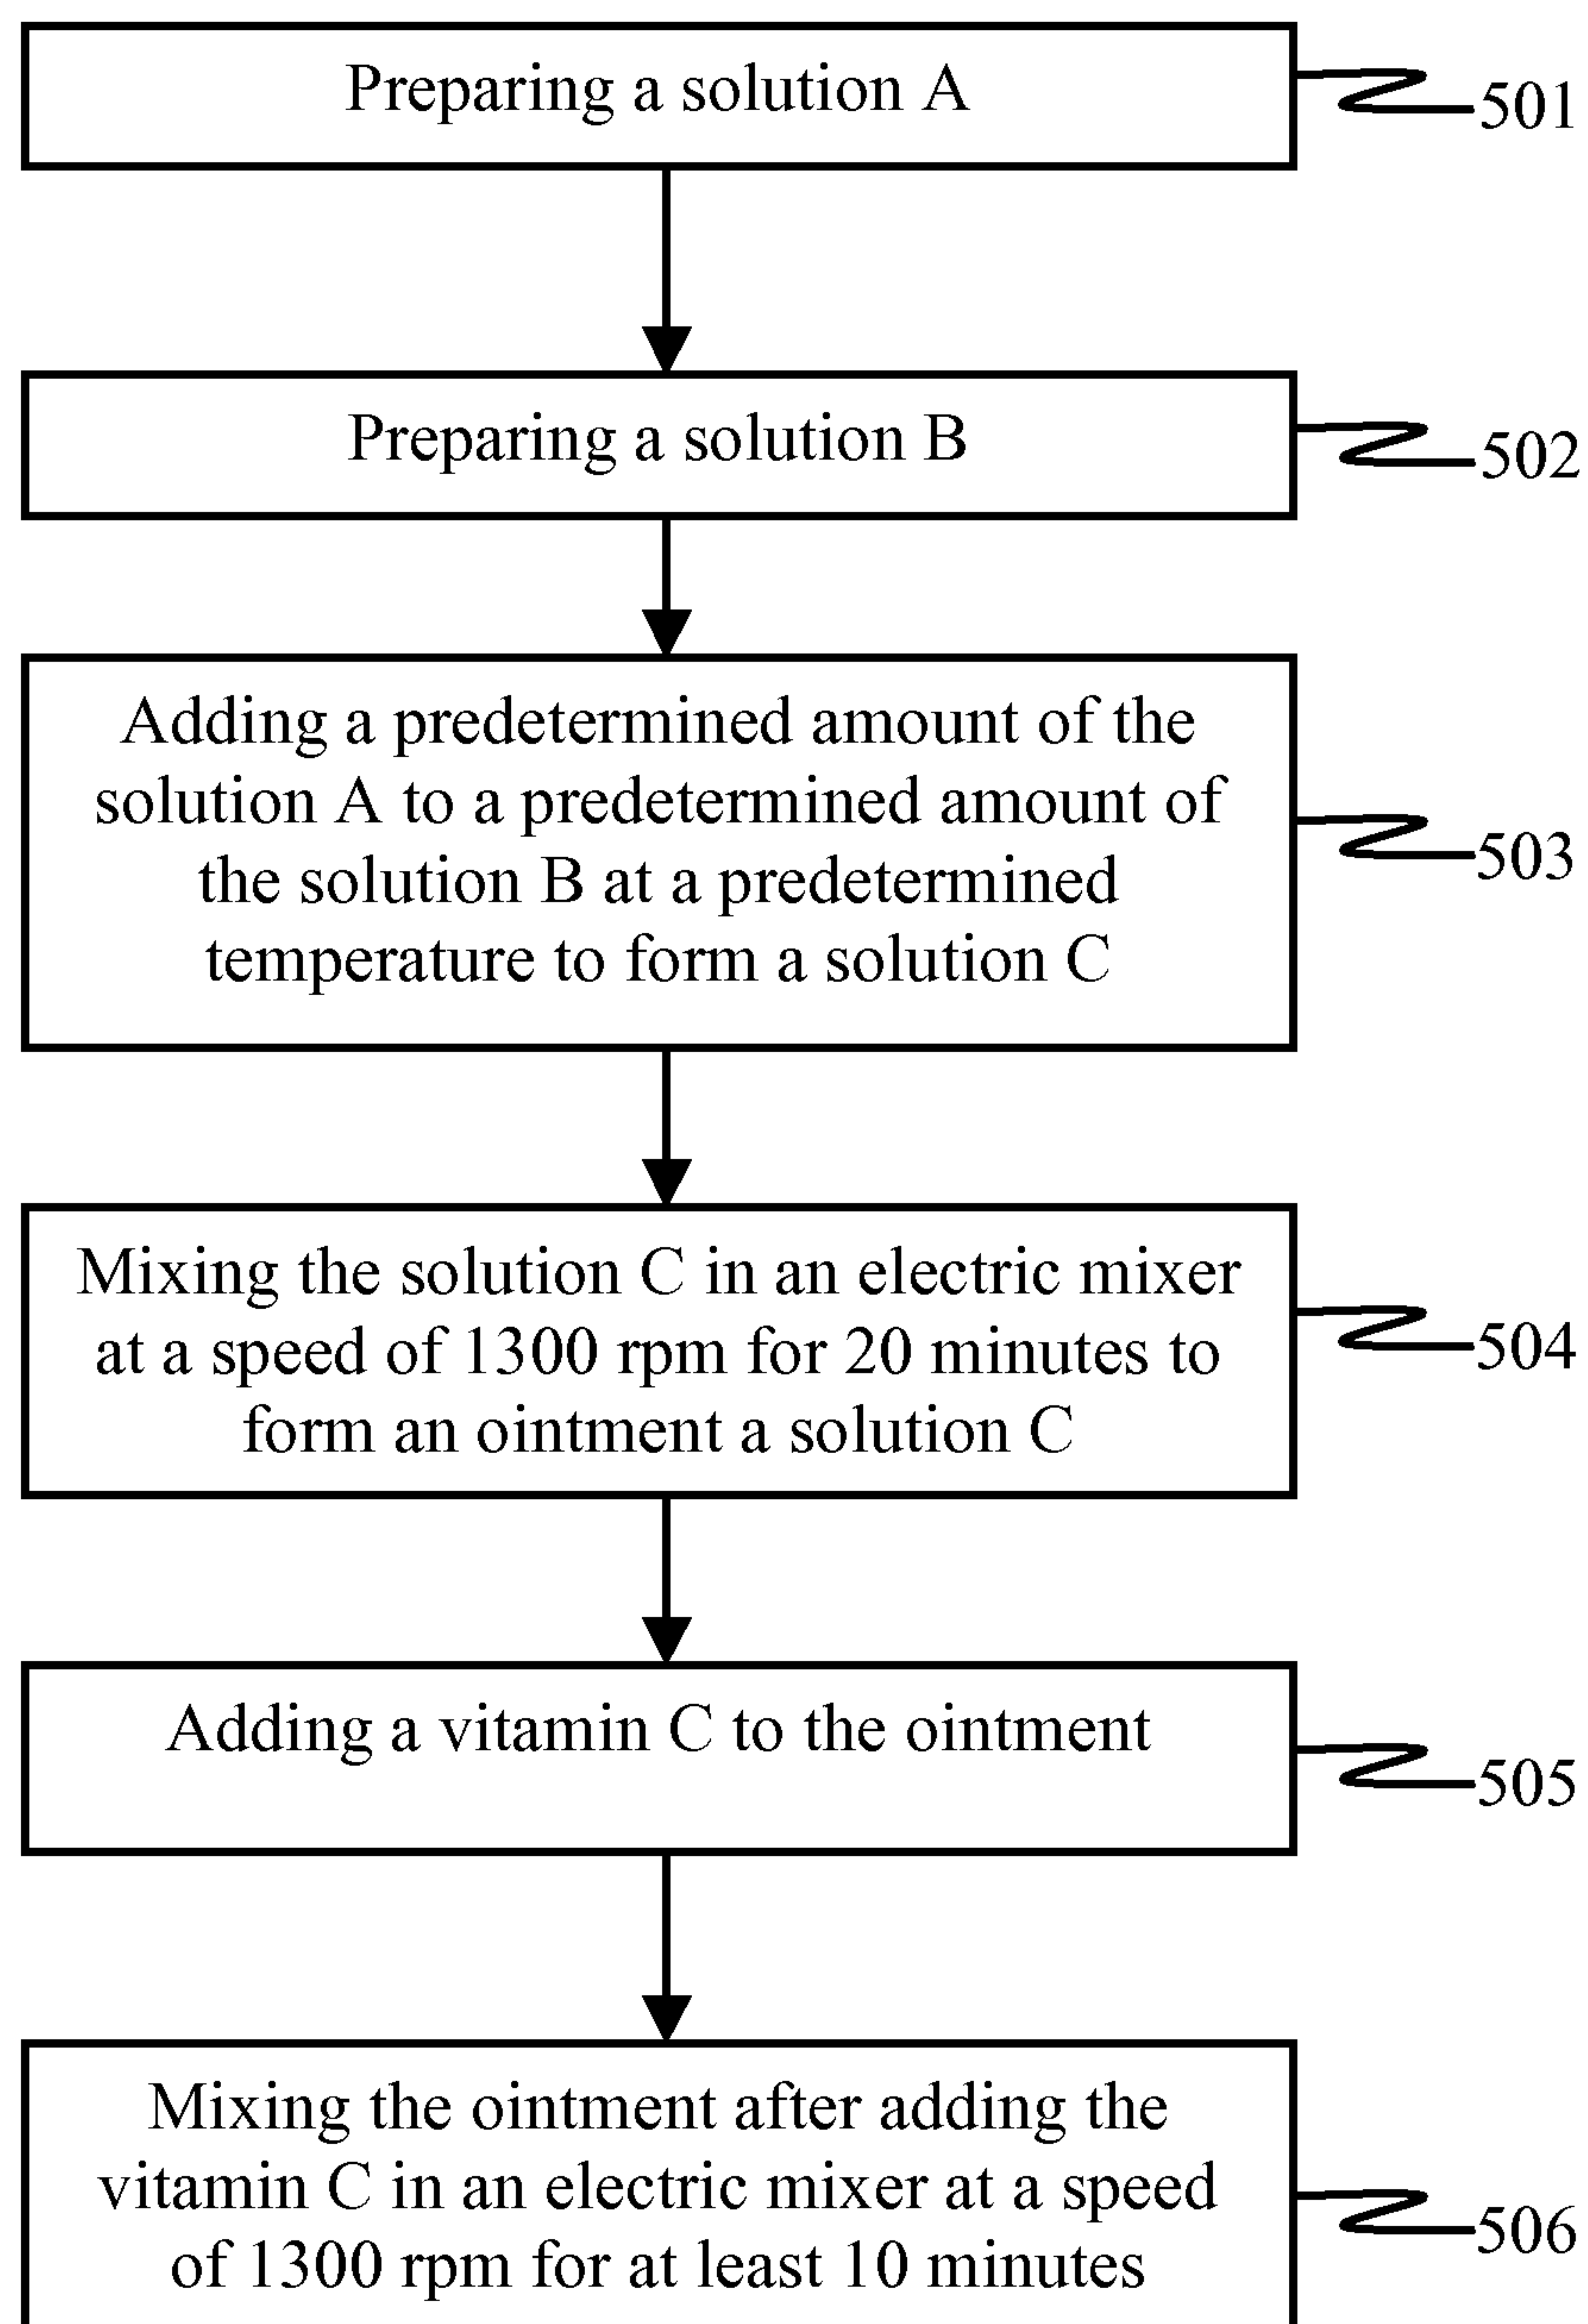 Preparing a solution A
501
Preparing a solution B
502
Adding a predetermined amount of the
solution A to a predetermined amount of
the solution B at a predetermined
temperature to form a solution C
503
Mixing the solution C in an electric mixer
at a speed of 1300 rpm for 20 minutes to
form an ointment a solution C
504
Adding a vitamin C to the ointment
505
Mixing the ointment after adding the
vitamin C in an electric mixer at a speed
of 1300 rpm for at least 10 minutes
506